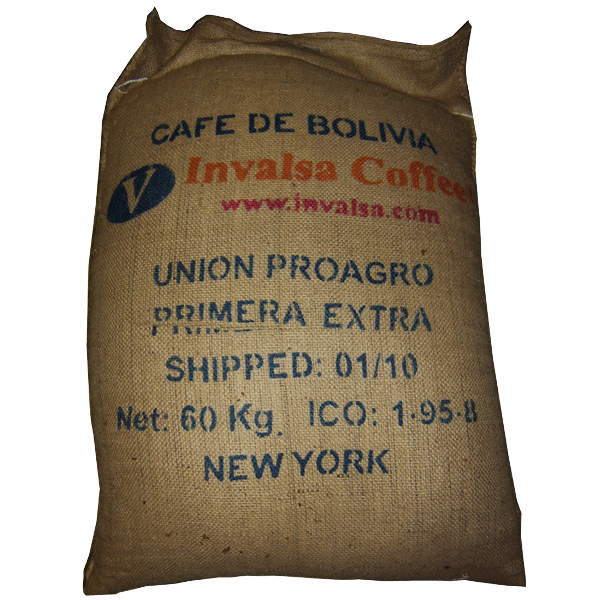 CAFE DE BOLIVIA
V Invalsa Coffee
www.invalsa.com
UNION PROAGRO
PRIMERA EXTRA
SHIPPED: 01/10
Net: 60 Kg. ICO: 1-95-8
NEW YORK